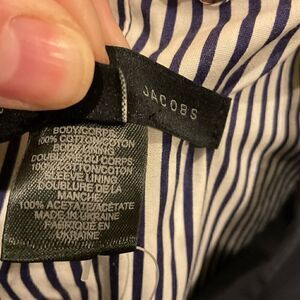 JACOBS
BODY/CORPS:
100% COTTON/COTON
BODY LINING
DOUBLURE DU CORPS:
100% COTTON/COTON
SLEEVE LINING
DOUBLURE DE LA
MANCHE:
100% ACETATE/ACETATE
MADE IN UKRAINE
FABRIQUE EN
UKRAINE